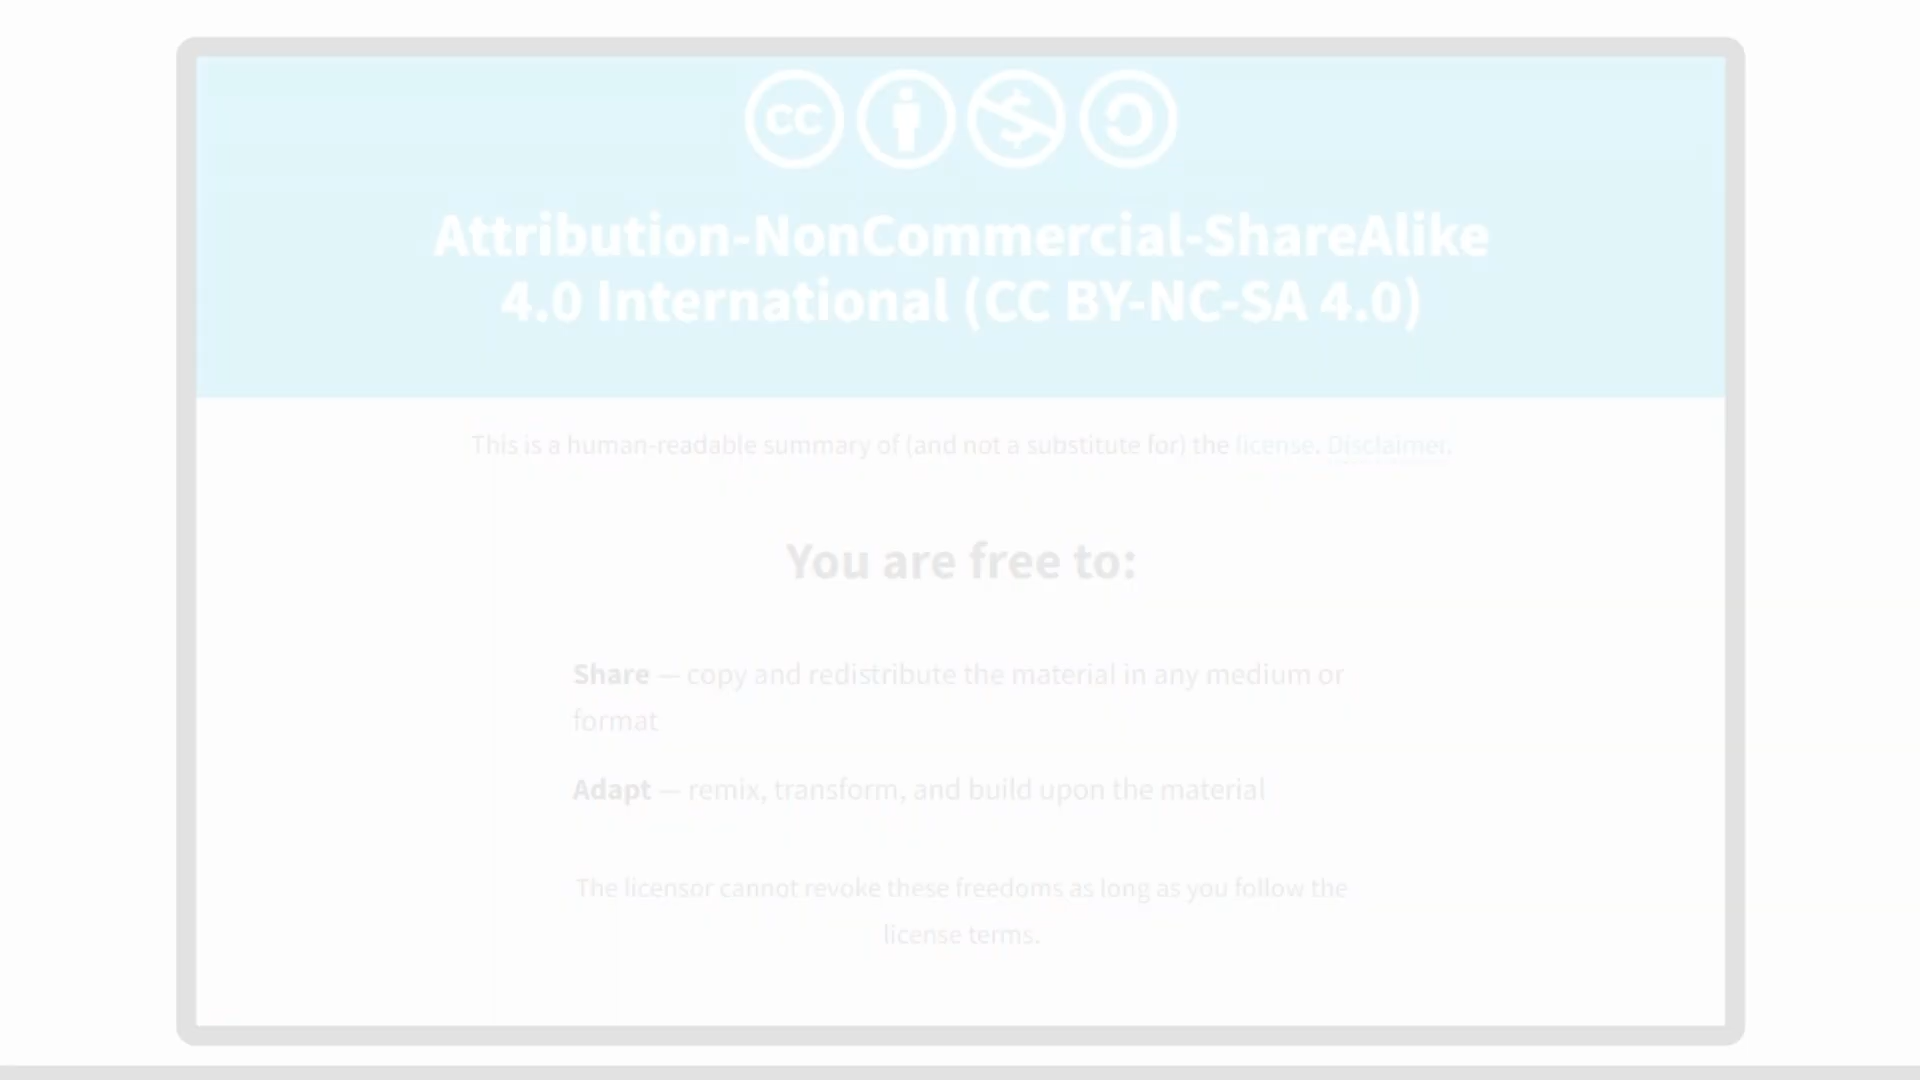 cc
Attribution-NonCommercial-ShareAlike
4.0 International (CC BY-NC-SA 4.0)
This is a human-readable summary of (and not a substitute for) the license. Disclaimer.
You are free to:
Share — copy and redistribute the material in any medium or
format
Adapt — remix, transform, and build upon the material
The licensor cannot revoke these freedoms as long as you follow the
license terms.